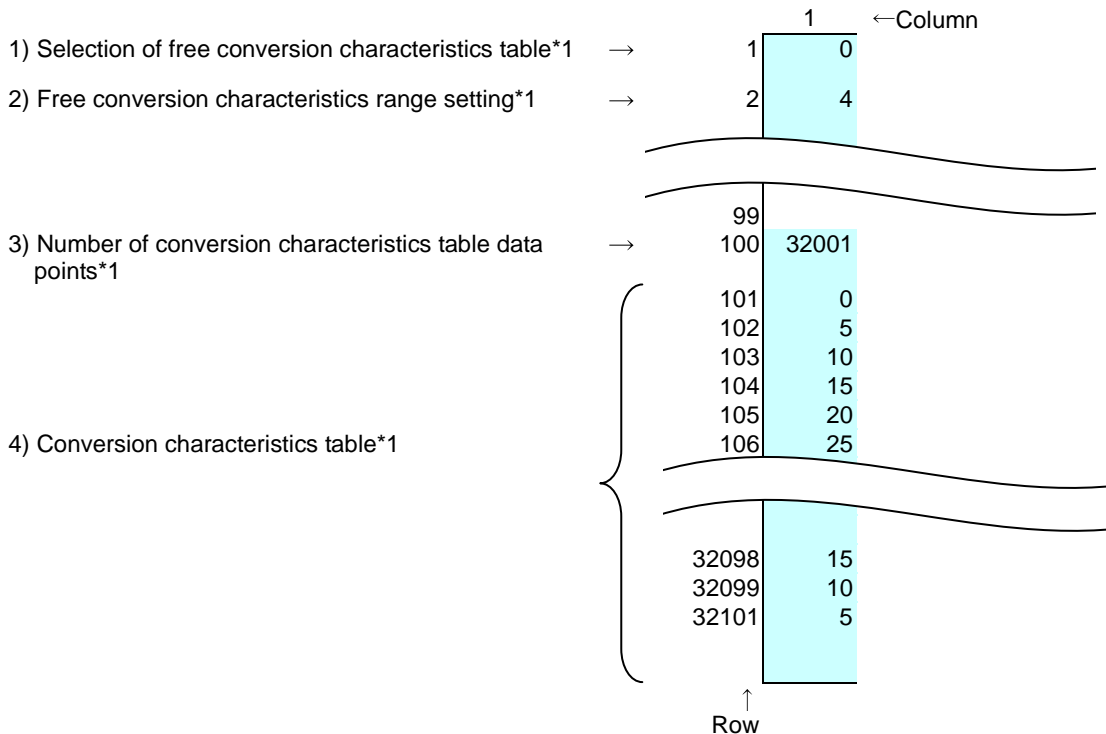 1 ←Column
1) Selection of free conversion characteristics table*1 → 1 0
2) Free conversion characteristics range setting*1 → 2 4
99
3) Number of conversion characteristics table data → 100 32001
points*1
101 0
102 5
103 10
104 15
105 20
4) Conversion characteristics table*1 106 25
32098 15
32099 10
32101 5
↑
Row